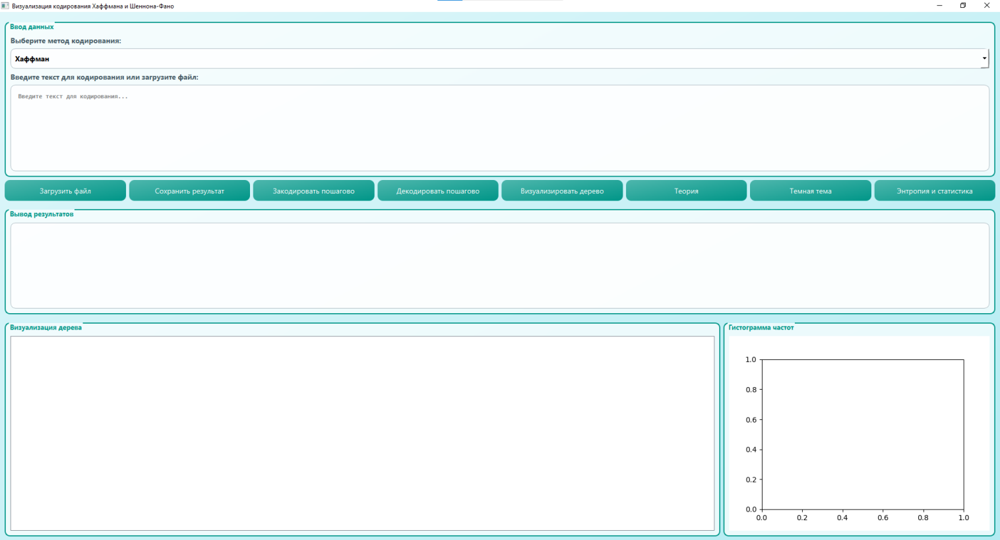 Визуализация кодирования Хаффмана и Шеннона-Фано
Ввод данных
Выберите метод кодирования:
Хаффман
Введите текст для кодирования или загрузите файл:
Введите текст для кодирования...
Загрузить файл
Сохранить результат
Закодировать пошагово
Декодировать пошагово
Визуализировать дерево
Теория
Темная тема
Энтропия и статистика
Вывод результатов
Визуализация дерева
Гистограмма частот
1.0
0.8
0.6
0.4
0.2
0.0
0.0 0.2 0.4 0.6 0.8 1.0